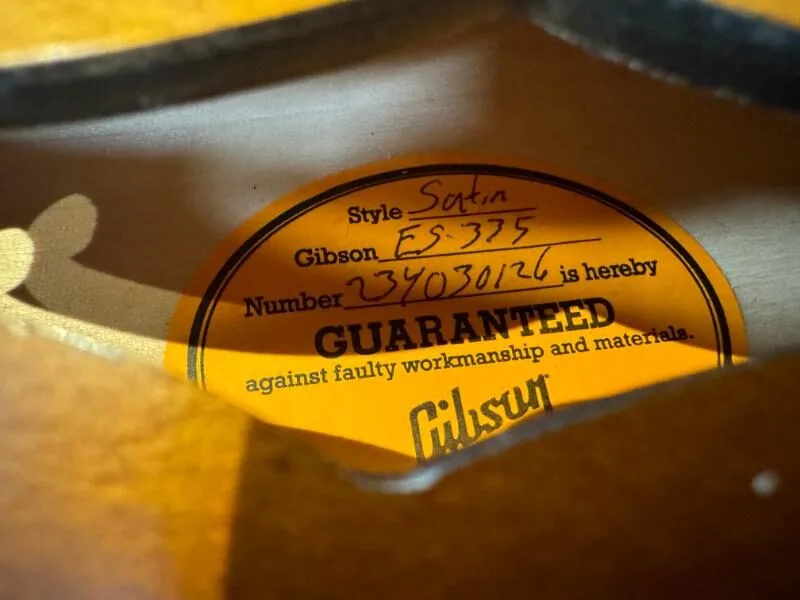 Style Satin
Gibson ES-335
Number 234030126 is hereby
GUARANTEED
against faulty workmanship and materials.
Gibson